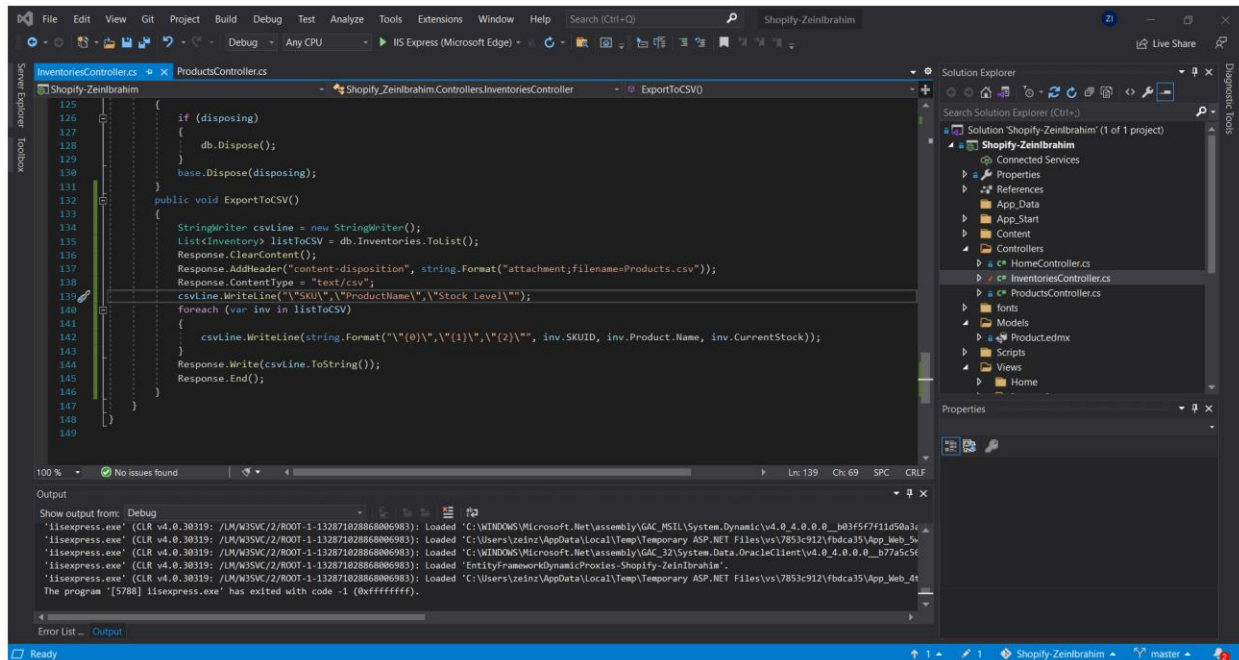 File Edit View Git Project Build Debug Test Analyze Tools Extensions Window Help Search (Ctrl+Q) Shopify-ZeinIbrahim ZI
Debug Any CPU IIS Express (Microsoft Edge) Live Share
Server Explorer
Toolbox
InventoriesController.cs ProductsController.cs
Shopify-ZeinIbrahim Shopify_ZeinIbrahim.Controllers.InventoriesController ExportToCSV()
125 {
126 if (disposing)
127 {
128 db.Dispose();
129 }
130 base.Dispose(disposing);
131 }
132 public void ExportToCSV()
133 {
134 StringWriter csvLine = new StringWriter();
135 List<Inventory> listToCSV = db.Inventories.ToList();
136 Response.ClearContent();
137 Response.AddHeader("content-disposition", string.Format("attachment;filename=Products.csv"));
138 Response.ContentType = "text/csv";
139 csvLine.WriteLine("\"SKU\",\"ProductName\",\"Stock Level\"");
140 foreach (var inv in listToCSV)
141 {
142 csvLine.WriteLine(string.Format("\"{0}\",\"{1}\",\"{2}\"", inv.SKUID, inv.Product.Name, inv.CurrentStock));
143 }
144 Response.Write(csvLine.ToString());
145 Response.End();
146 }
147 }
148 }
149
100 % No issues found Ln: 139 Ch: 69 SPC CRLF
Output
Show output from: Debug
'iisexpress.exe' (CLR v4.0.30319: /LM/W3SVC/2/ROOT-1-132871028868006983): Loaded 'C:\WINDOWS\Microsoft.Net\assembly\GAC_MSIL\System.Dynamic\v4.0_4.0.0.0__b03f5f7f11d50a3a
'iisexpress.exe' (CLR v4.0.30319: /LM/W3SVC/2/ROOT-1-132871028868006983): Loaded 'C:\Users\zeinz\AppData\Local\Temp\Temporary ASP.NET Files\vs\7853c912\fbdca35\App_Web_5w
'iisexpress.exe' (CLR v4.0.30319: /LM/W3SVC/2/ROOT-1-132871028868006983): Loaded 'C:\WINDOWS\Microsoft.Net\assembly\GAC_32\System.Data.OracleClient\v4.0_4.0.0.0__b77a5c56
'iisexpress.exe' (CLR v4.0.30319: /LM/W3SVC/2/ROOT-1-132871028868006983): Loaded 'EntityFrameworkDynamicProxies-Shopify-ZeinIbrahim'.
'iisexpress.exe' (CLR v4.0.30319: /LM/W3SVC/2/ROOT-1-132871028868006983): Loaded 'C:\Users\zeinz\AppData\Local\Temp\Temporary ASP.NET Files\vs\7853c912\fbdca35\App_Web_4t
The program '[5788] iisexpress.exe' has exited with code -1 (0xffffffff).
Error List ... Output
Solution Explorer
Search Solution Explorer (Ctrl+;)
Solution 'Shopify-ZeinIbrahim' (1 of 1 project)
Shopify-ZeinIbrahim
Connected Services
Properties
References
App_Data
App_Start
Content
Controllers
C# HomeController.cs
C# InventoriesController.cs
C# ProductsController.cs
fonts
Models
Product.edmx
Scripts
Views
Home
Properties
Diagnostic Tools
Ready 1 1 Shopify-ZeinIbrahim master 2